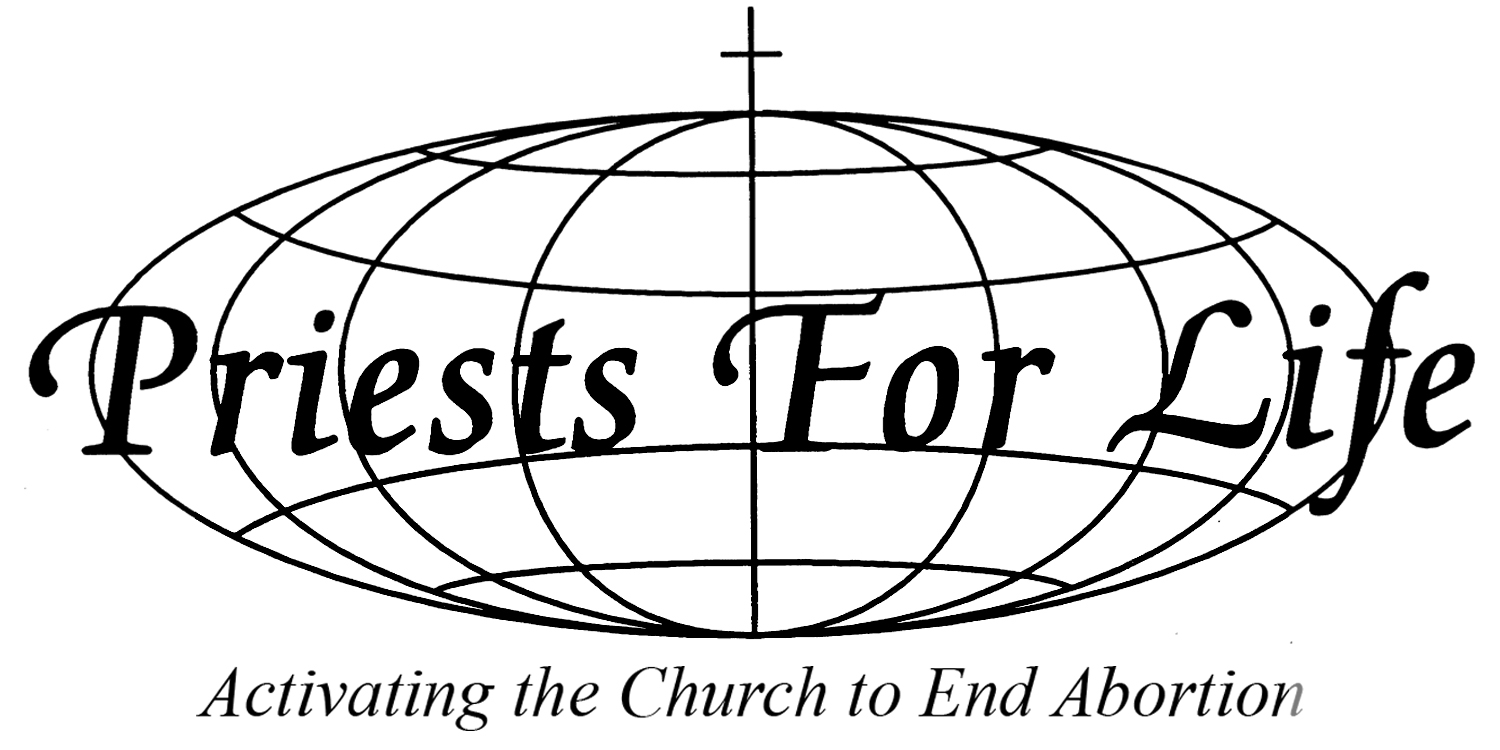 Priests For Life
Activating the Church to End Abortion